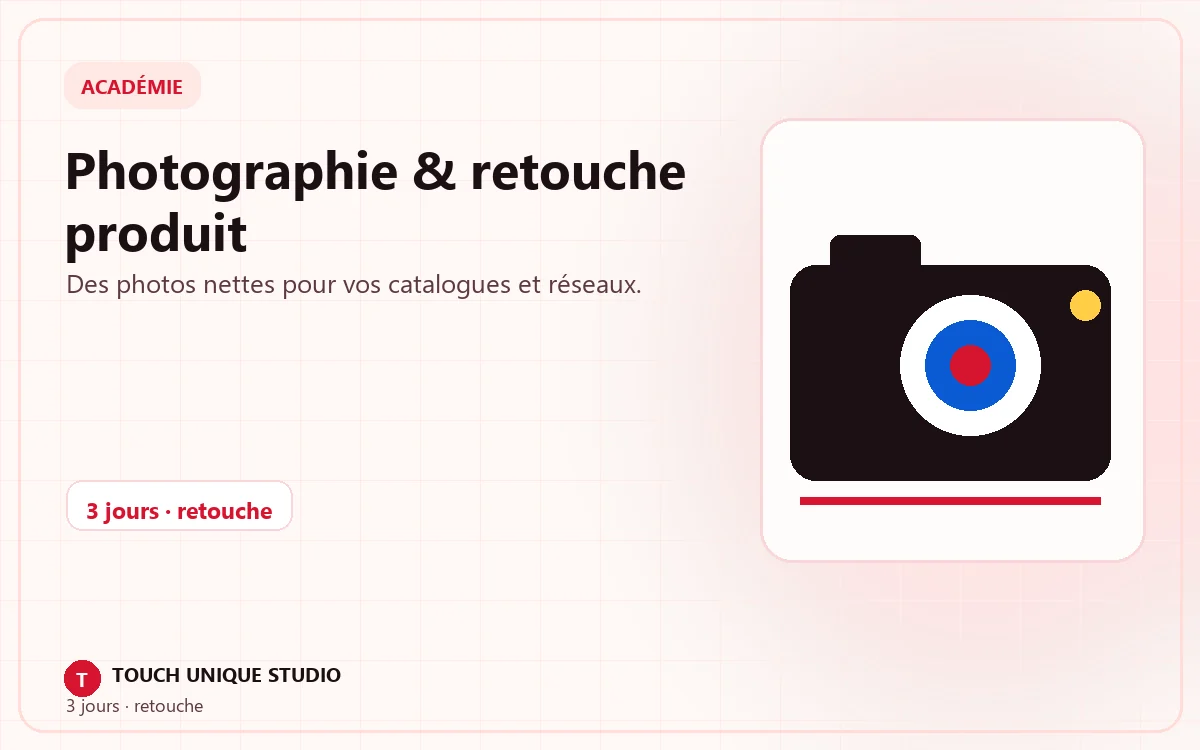 ACADÉMIE
Photographie & retouche
produit
Des photos nettes pour vos catalogues et réseaux.
3 jours · retouche
T TOUCH UNIQUE STUDIO
3 jours · retouche